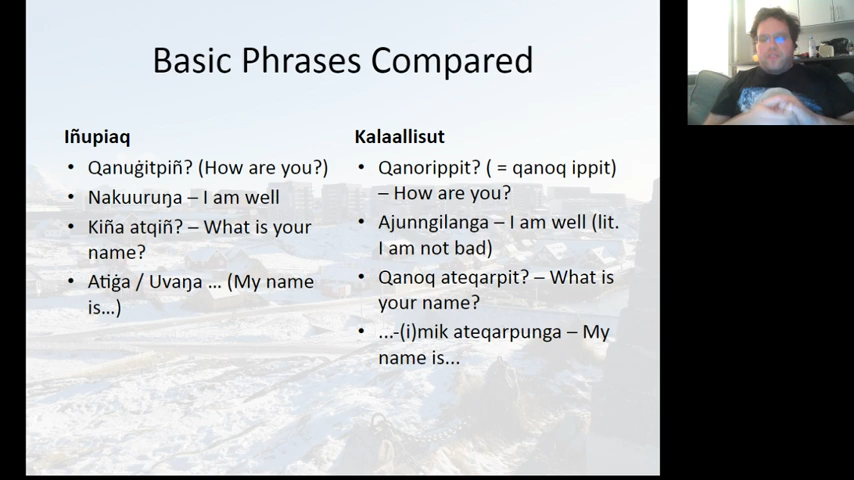 Basic Phrases Compared
Iñupiaq
• Qanuġitpiñ? (How are you?)
• Nakuuruŋa – I am well
• Kiña atqiñ? – What is your
name?
• Atiġa / Uvaŋa ... (My name
is...)
Kalaallisut
• Qanorippit? ( = qanoq ippit)
– How are you?
• Ajunngilanga – I am well (lit.
I am not bad)
• Qanoq ateqarpit? – What is
your name?
• ...-(i)mik ateqarpunga – My
name is...